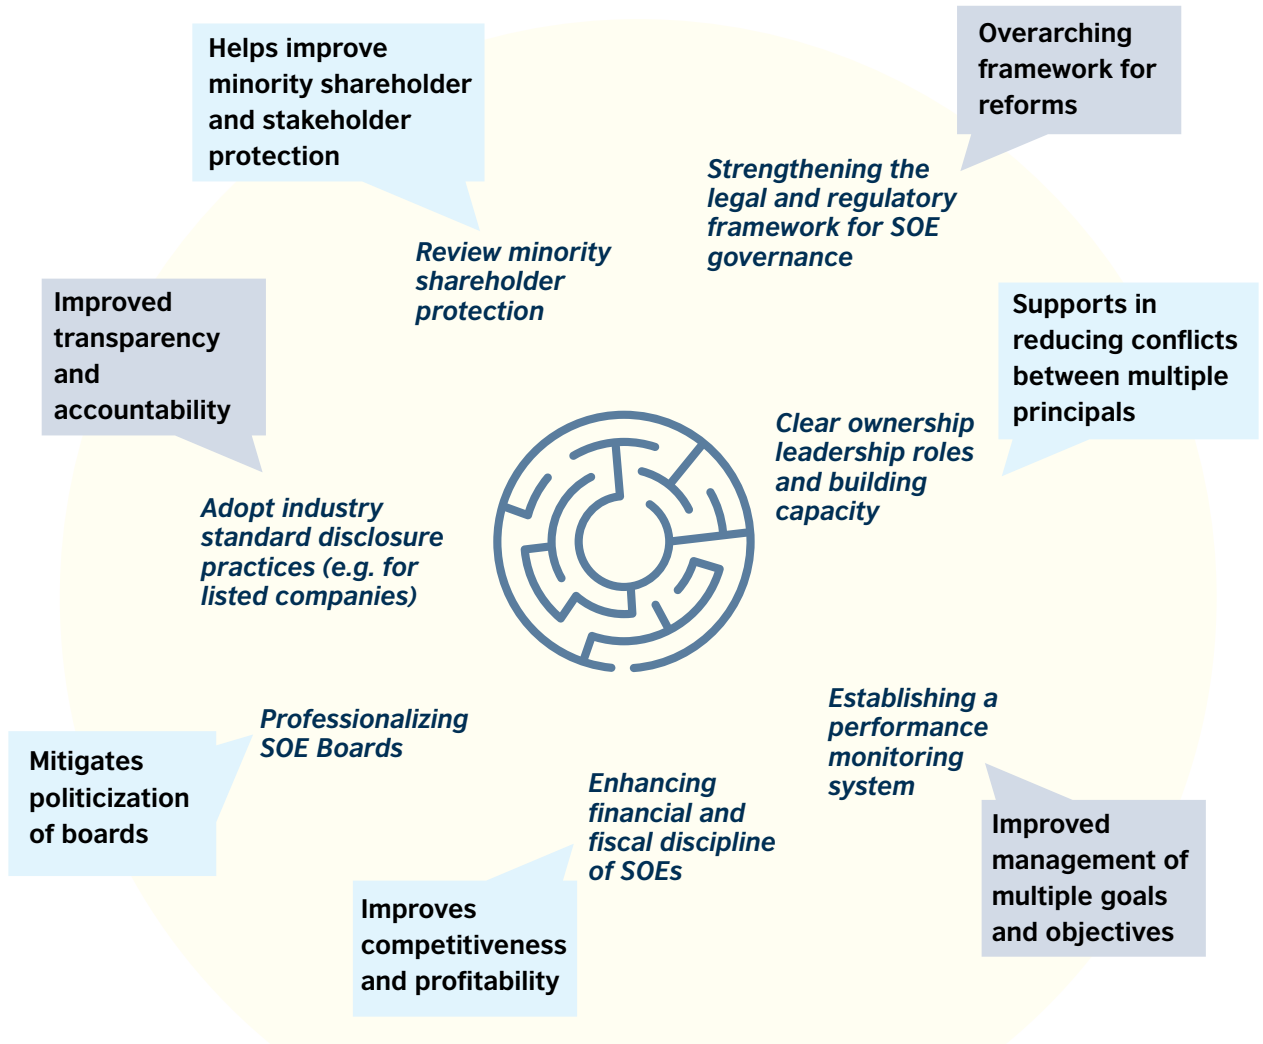 Helps improve
minority shareholder
and stakeholder
protection
Overarching
framework for
reforms
Strengthening the
legal and regulatory
framework for SOE
governance
Review minority
shareholder
protection
Improved
transparency
and
accountability
Supports in
reducing conflicts
between multiple
principals
Clear ownership
leadership roles
and building
capacity
Adopt industry
standard disclosure
practices (e.g. for
listed companies)
Professionalizing
SOE Boards
Mitigates
politicization
of boards
Establishing a
performance
monitoring
system
Enhancing
financial and
fiscal discipline
of SOEs
Improved
management of
multiple goals
and objectives
Improves
competitiveness
and profitability